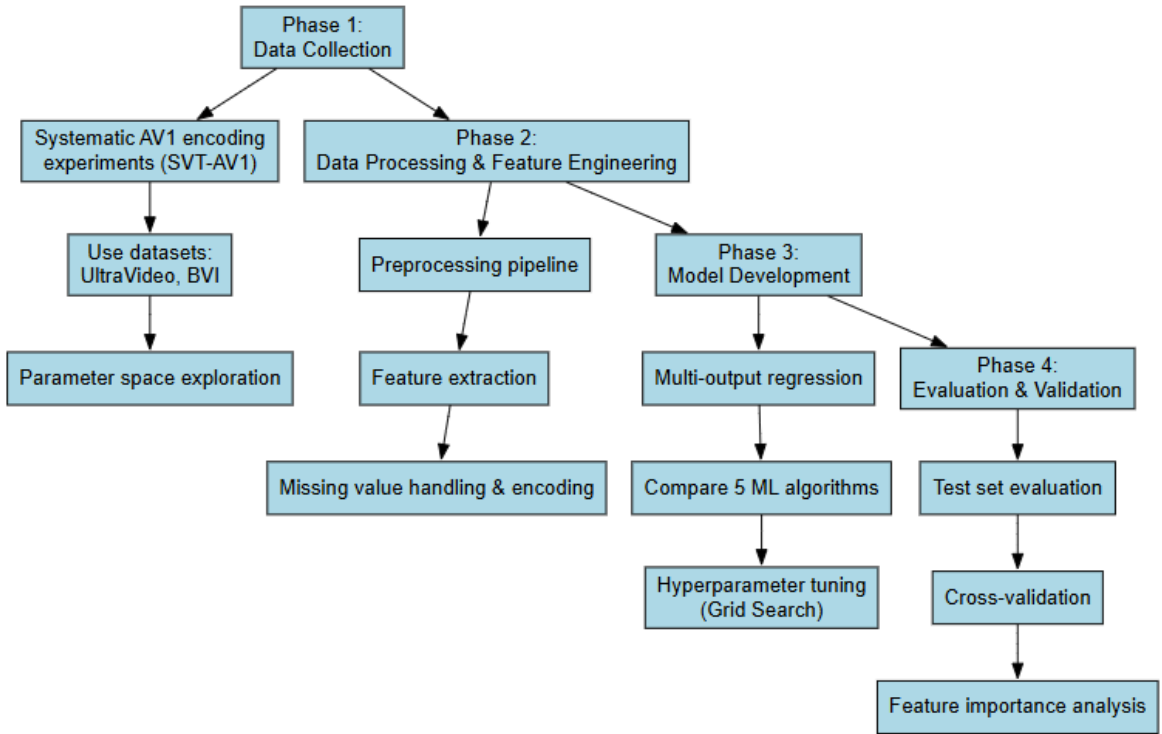 Phase 1:
Data Collection
Systematic AV1 encoding
experiments (SVT-AV1)
Phase 2:
Data Processing & Feature Engineering
Use datasets:
UltraVideo, BVI
Preprocessing pipeline
Phase 3:
Model Development
Parameter space exploration
Feature extraction
Multi-output regression
Phase 4:
Evaluation & Validation
Missing value handling & encoding
Compare 5 ML algorithms
Test set evaluation
Hyperparameter tuning
(Grid Search)
Cross-validation
Feature importance analysis